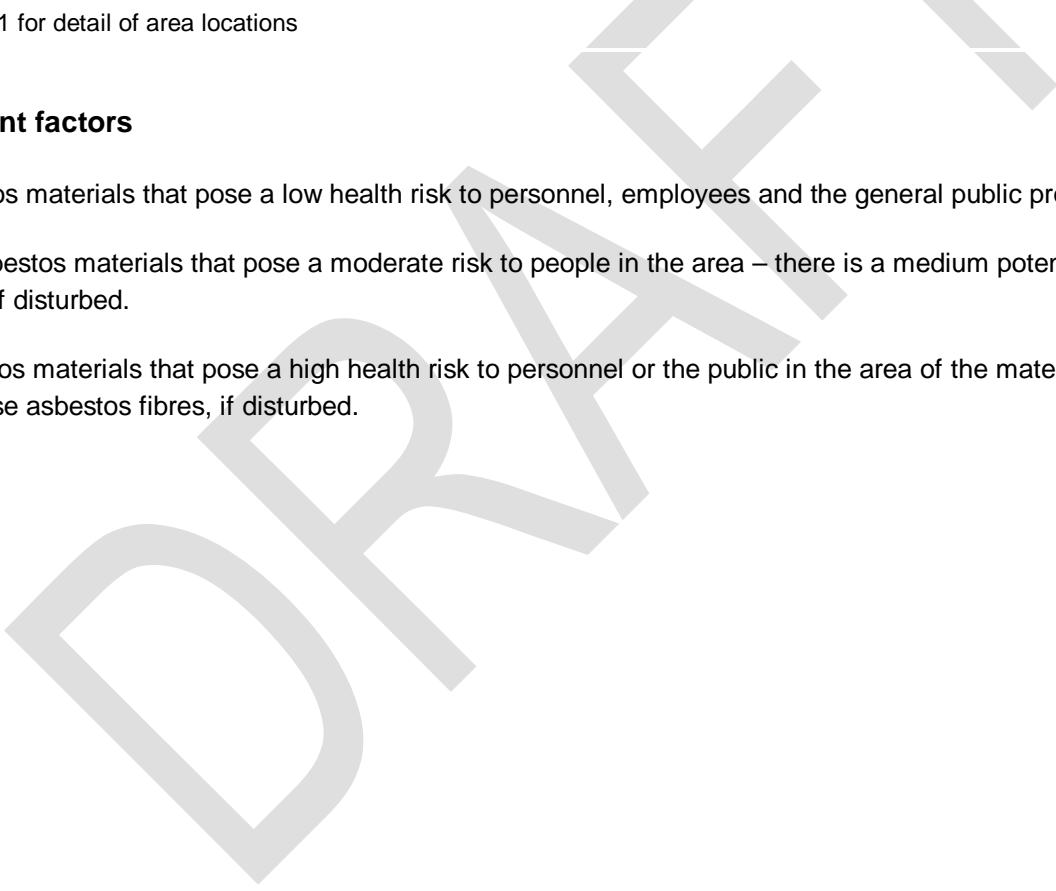 1 for detail of area locations
nt factors
os materials that pose a low health risk to personnel, employees and the general public pr
bestos materials that pose a moderate risk to people in the area – there is a medium poten
f disturbed.
os materials that pose a high health risk to personnel or the public in the area of the mate
se asbestos fibres, if disturbed.
DRAFT